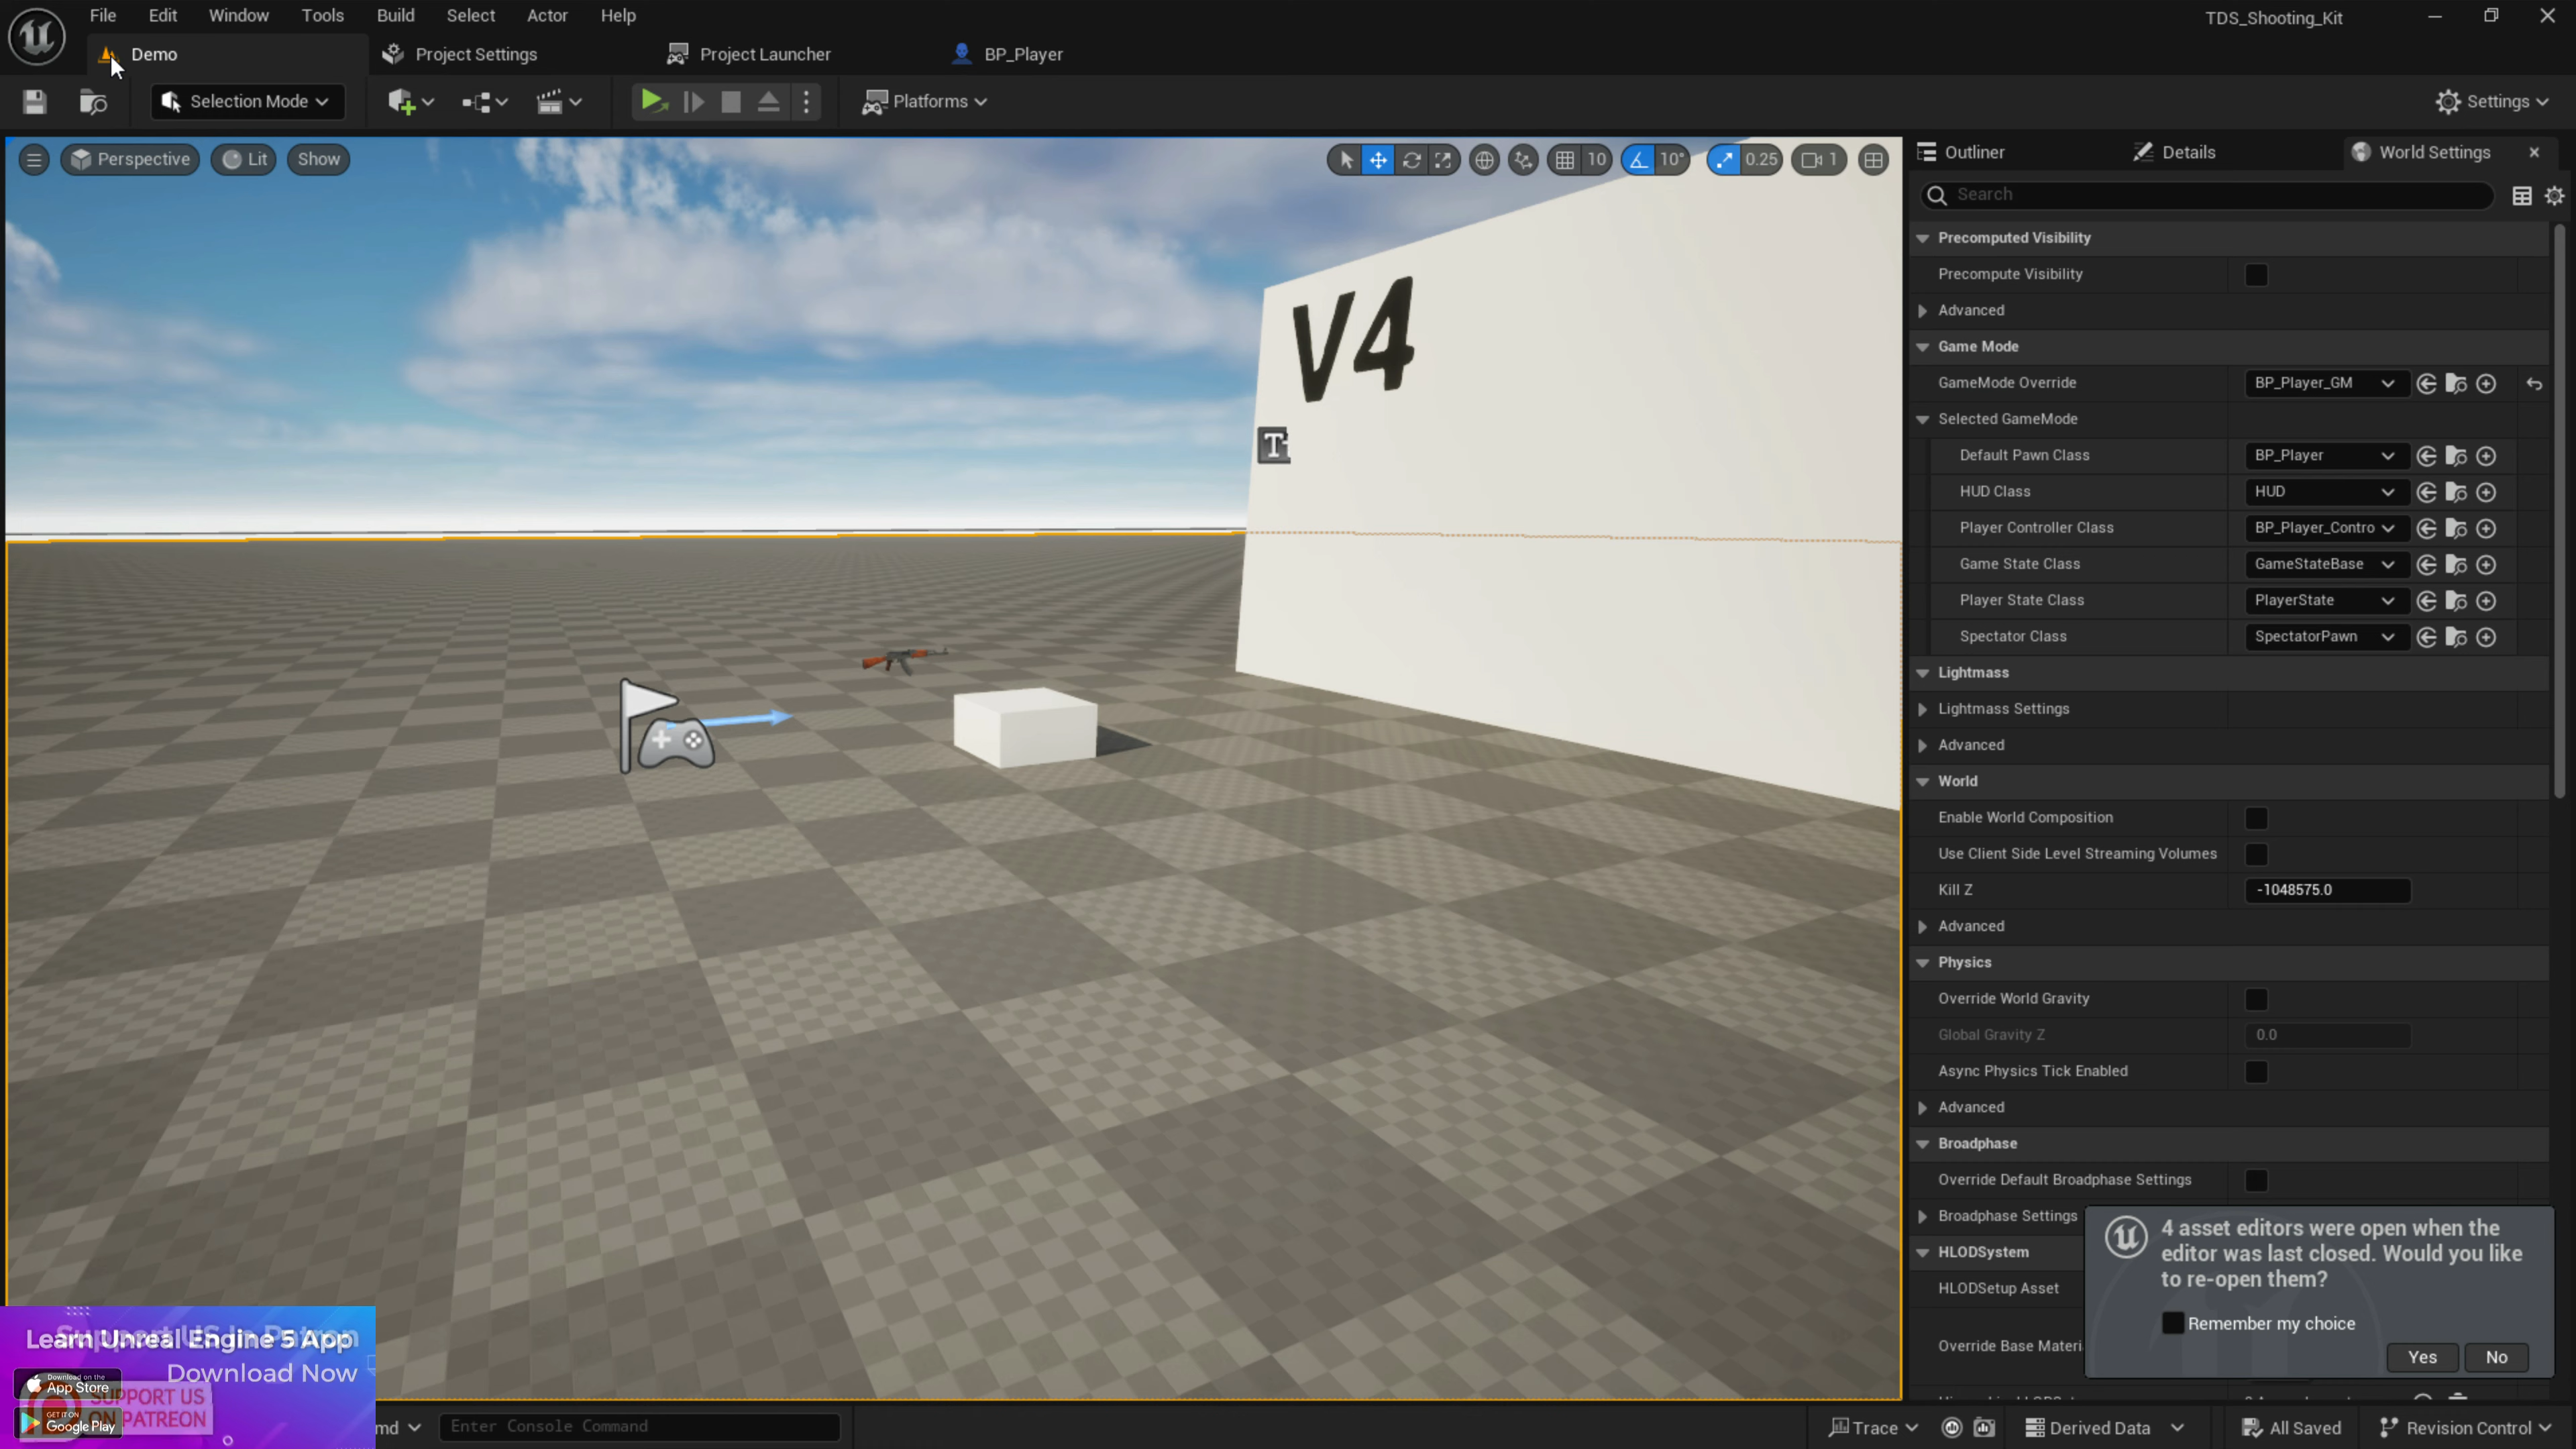 File Edit Window Tools Build Select Actor Help
TDS_Shooting_Kit
Demo
Project Settings
Project Launcher
BP_Player
Selection Mode
Platforms
Settings
Perspective
Lit
Show
10
10°
0.25
1
V4
T
Outliner
Details
World Settings
Search
Precomputed Visibility
Precompute Visibility
Advanced
Game Mode
GameMode Override BP_Player_GM
Selected GameMode
Default Pawn Class BP_Player
HUD Class HUD
Player Controller Class BP_Player_Contro
Game State Class GameStateBase
Player State Class PlayerState
Spectator Class SpectatorPawn
Lightmass
Lightmass Settings
Advanced
World
Enable World Composition
Use Client Side Level Streaming Volumes
Kill Z -1048575.0
Advanced
Physics
Override World Gravity
Global Gravity Z 0.0
Async Physics Tick Enabled
Advanced
Broadphase
Override Default Broadphase Settings
Broadphase Settings
HLODSystem
HLODSetup Asset
Override Base Materi
4 asset editors were open when the
editor was last closed. Would you like
to re-open them?
Remember my choice
Yes No
Learn Unreal Engine 5 App
Download Now
Download on the
App Store
SUPPORT US
ON PATREON
GET IT ON
Google Play
md
Enter Console Command
Trace
Derived Data
All Saved
Revision Control